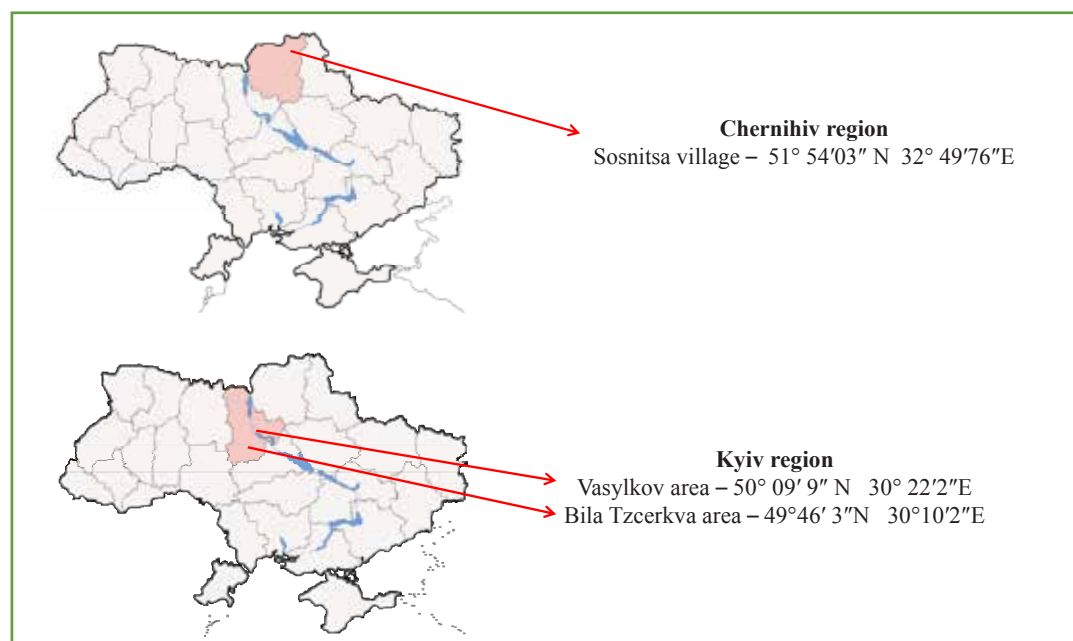 Chernihiv region
Sosnitsa village – 51° 54′03″ N 32° 49′76″E
Kyiv region
Vasylkov area – 50° 09′ 9″ N 30° 22′2″E
Bila Tzcerkva area – 49°46′ 3″N 30°10′2″E